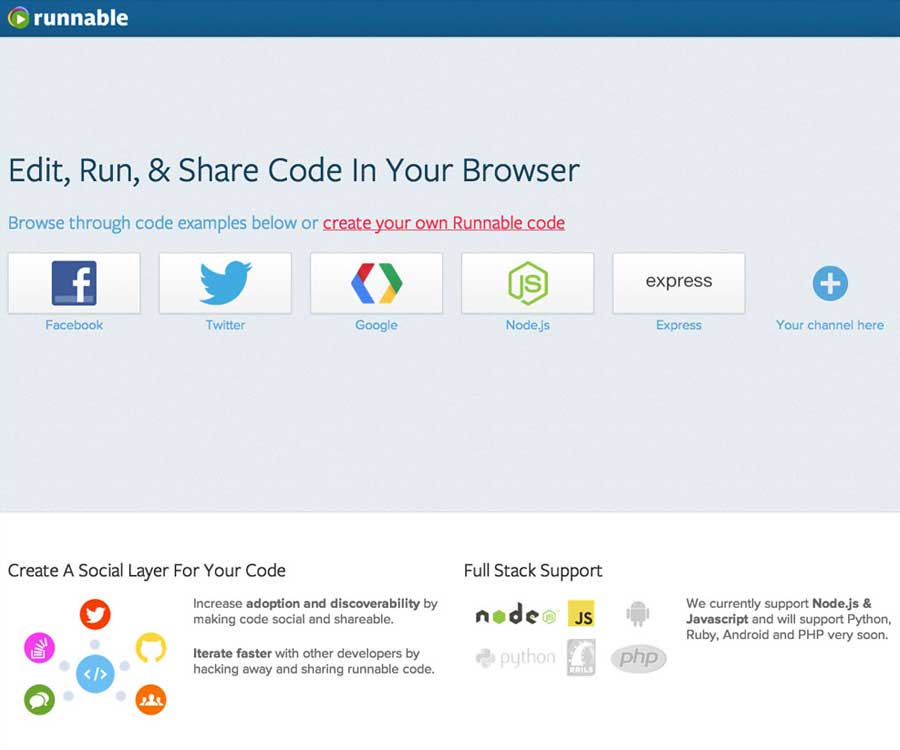 runnable
Edit, Run, & Share Code In Your Browser
Browse through code examples below or create your own Runnable code
f
JS
express
Facebook
Twitter
Google
Node.js
Express
Your channel here
Create A Social Layer For Your Code
Increase adoption and discoverability by
making code social and shareable.
Iterate faster with other developers by
hacking away and sharing runnable code.
</>
Full Stack Support
node JS
JS
python
RAILS
php
We currently support Node.js &
Javascript and will support Python,
Ruby, Android and PHP very soon.